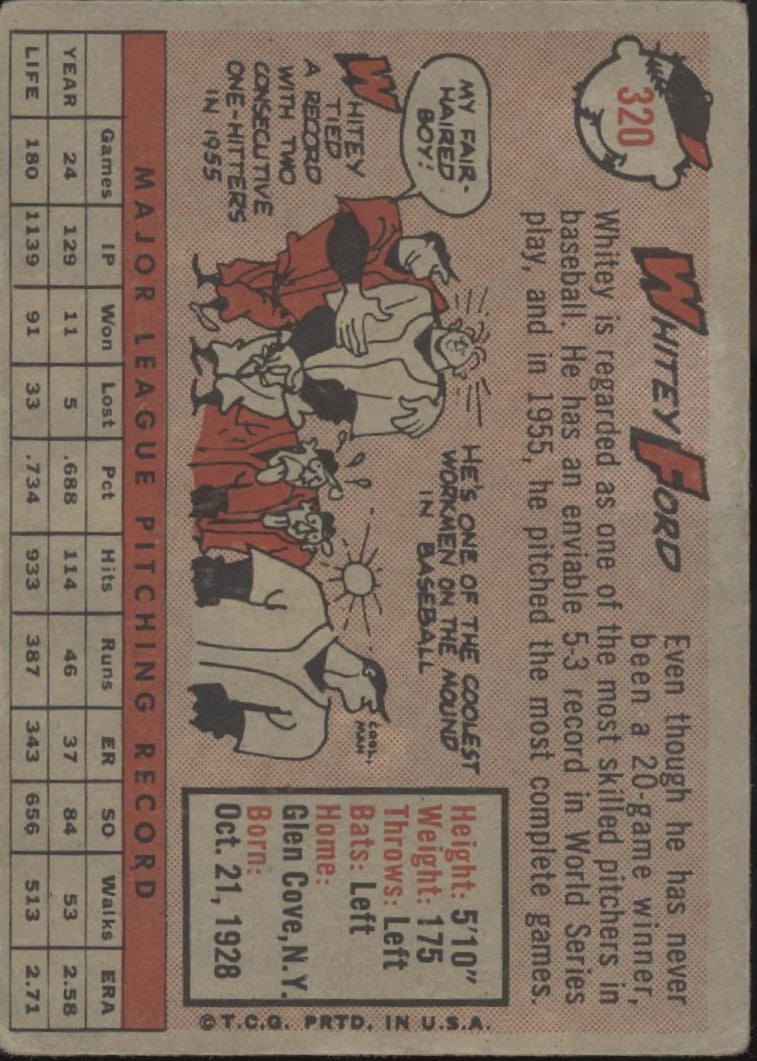 320
WHITEY FORD
Even though he has never
been a 20-game winner,
Whitey is regarded as one of the most skilled pitchers in
baseball. He has an enviable 5-3 record in World Series
play, and in 1955, he pitched the most complete games.
MY FAIR-
HAIRED
BOY!
WHITEY
TIED
A RECORD
WITH TWO
CONSECUTIVE
ONE-HITTERS
IN 1955
HE'S ONE OF THE COOLEST
WORKMEN ON THE MOUND
IN BASEBALL
COOL,
MAN
Height: 5'10"
Weight: 175
Throws: Left
Bats: Left
Home:
Glen Cove, N.Y.
Born:
Oct. 21, 1928
©T.C.G. PRTD. IN U.S.A.
MAJOR LEAGUE PITCHING RECORD
Games IP Won Lost Pct Hits Runs ER SO Walks ERA
YEAR 24 129 11 5 .688 114 46 37 84 53 2.58
LIFE 180 1139 91 33 .734 933 387 343 656 513 2.71